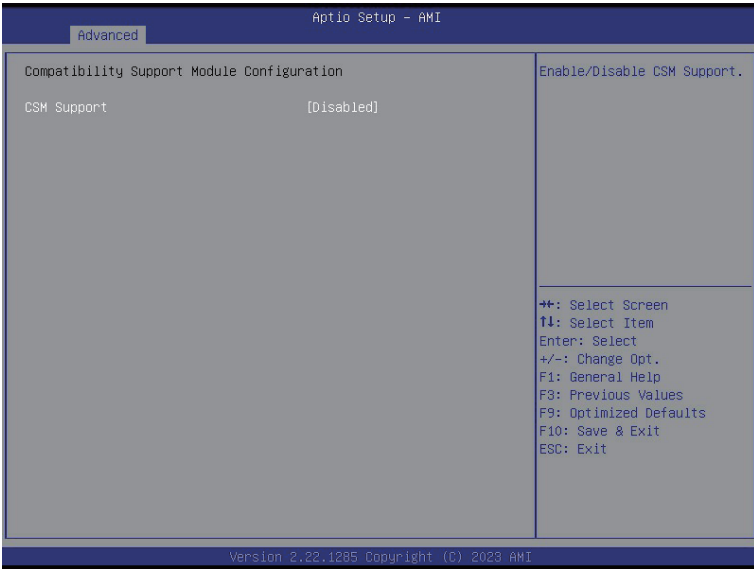 Aptio Setup – AMI
Advanced
Compatibility Support Module Configuration
CSM Support [Disabled]
Enable/Disable CSM Support.
→←: Select Screen
↑↓: Select Item
Enter: Select
+/-: Change Opt.
F1: General Help
F3: Previous Values
F9: Optimized Defaults
F10: Save & Exit
ESC: Exit
Version 2.22.1285 Copyright (C) 2023 AMI